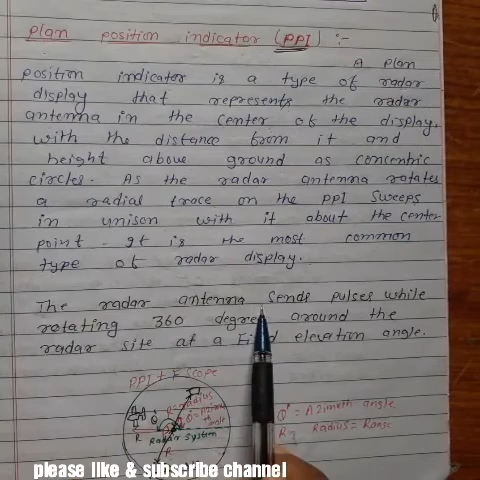 Plan position indicator (PPI) :-
A Plan
position indicator is a type of radar
display that represents the radar
antenna in the center of the display,
with the distance from it and
height above ground as concentric
circles. As the radar antenna rotates
a radial trace on the PPI Sweeps
in unison with it about the center
point. It is the most common
type of radar display.
The radar antenna sends pulses while
rotating 360 degree around the
radar site at a Fixed elevation angle.
PPI
Scope
R=radius
R
Radar system
R
θ = Azimuth angle
R = Radius = Range
please like & subscribe channel